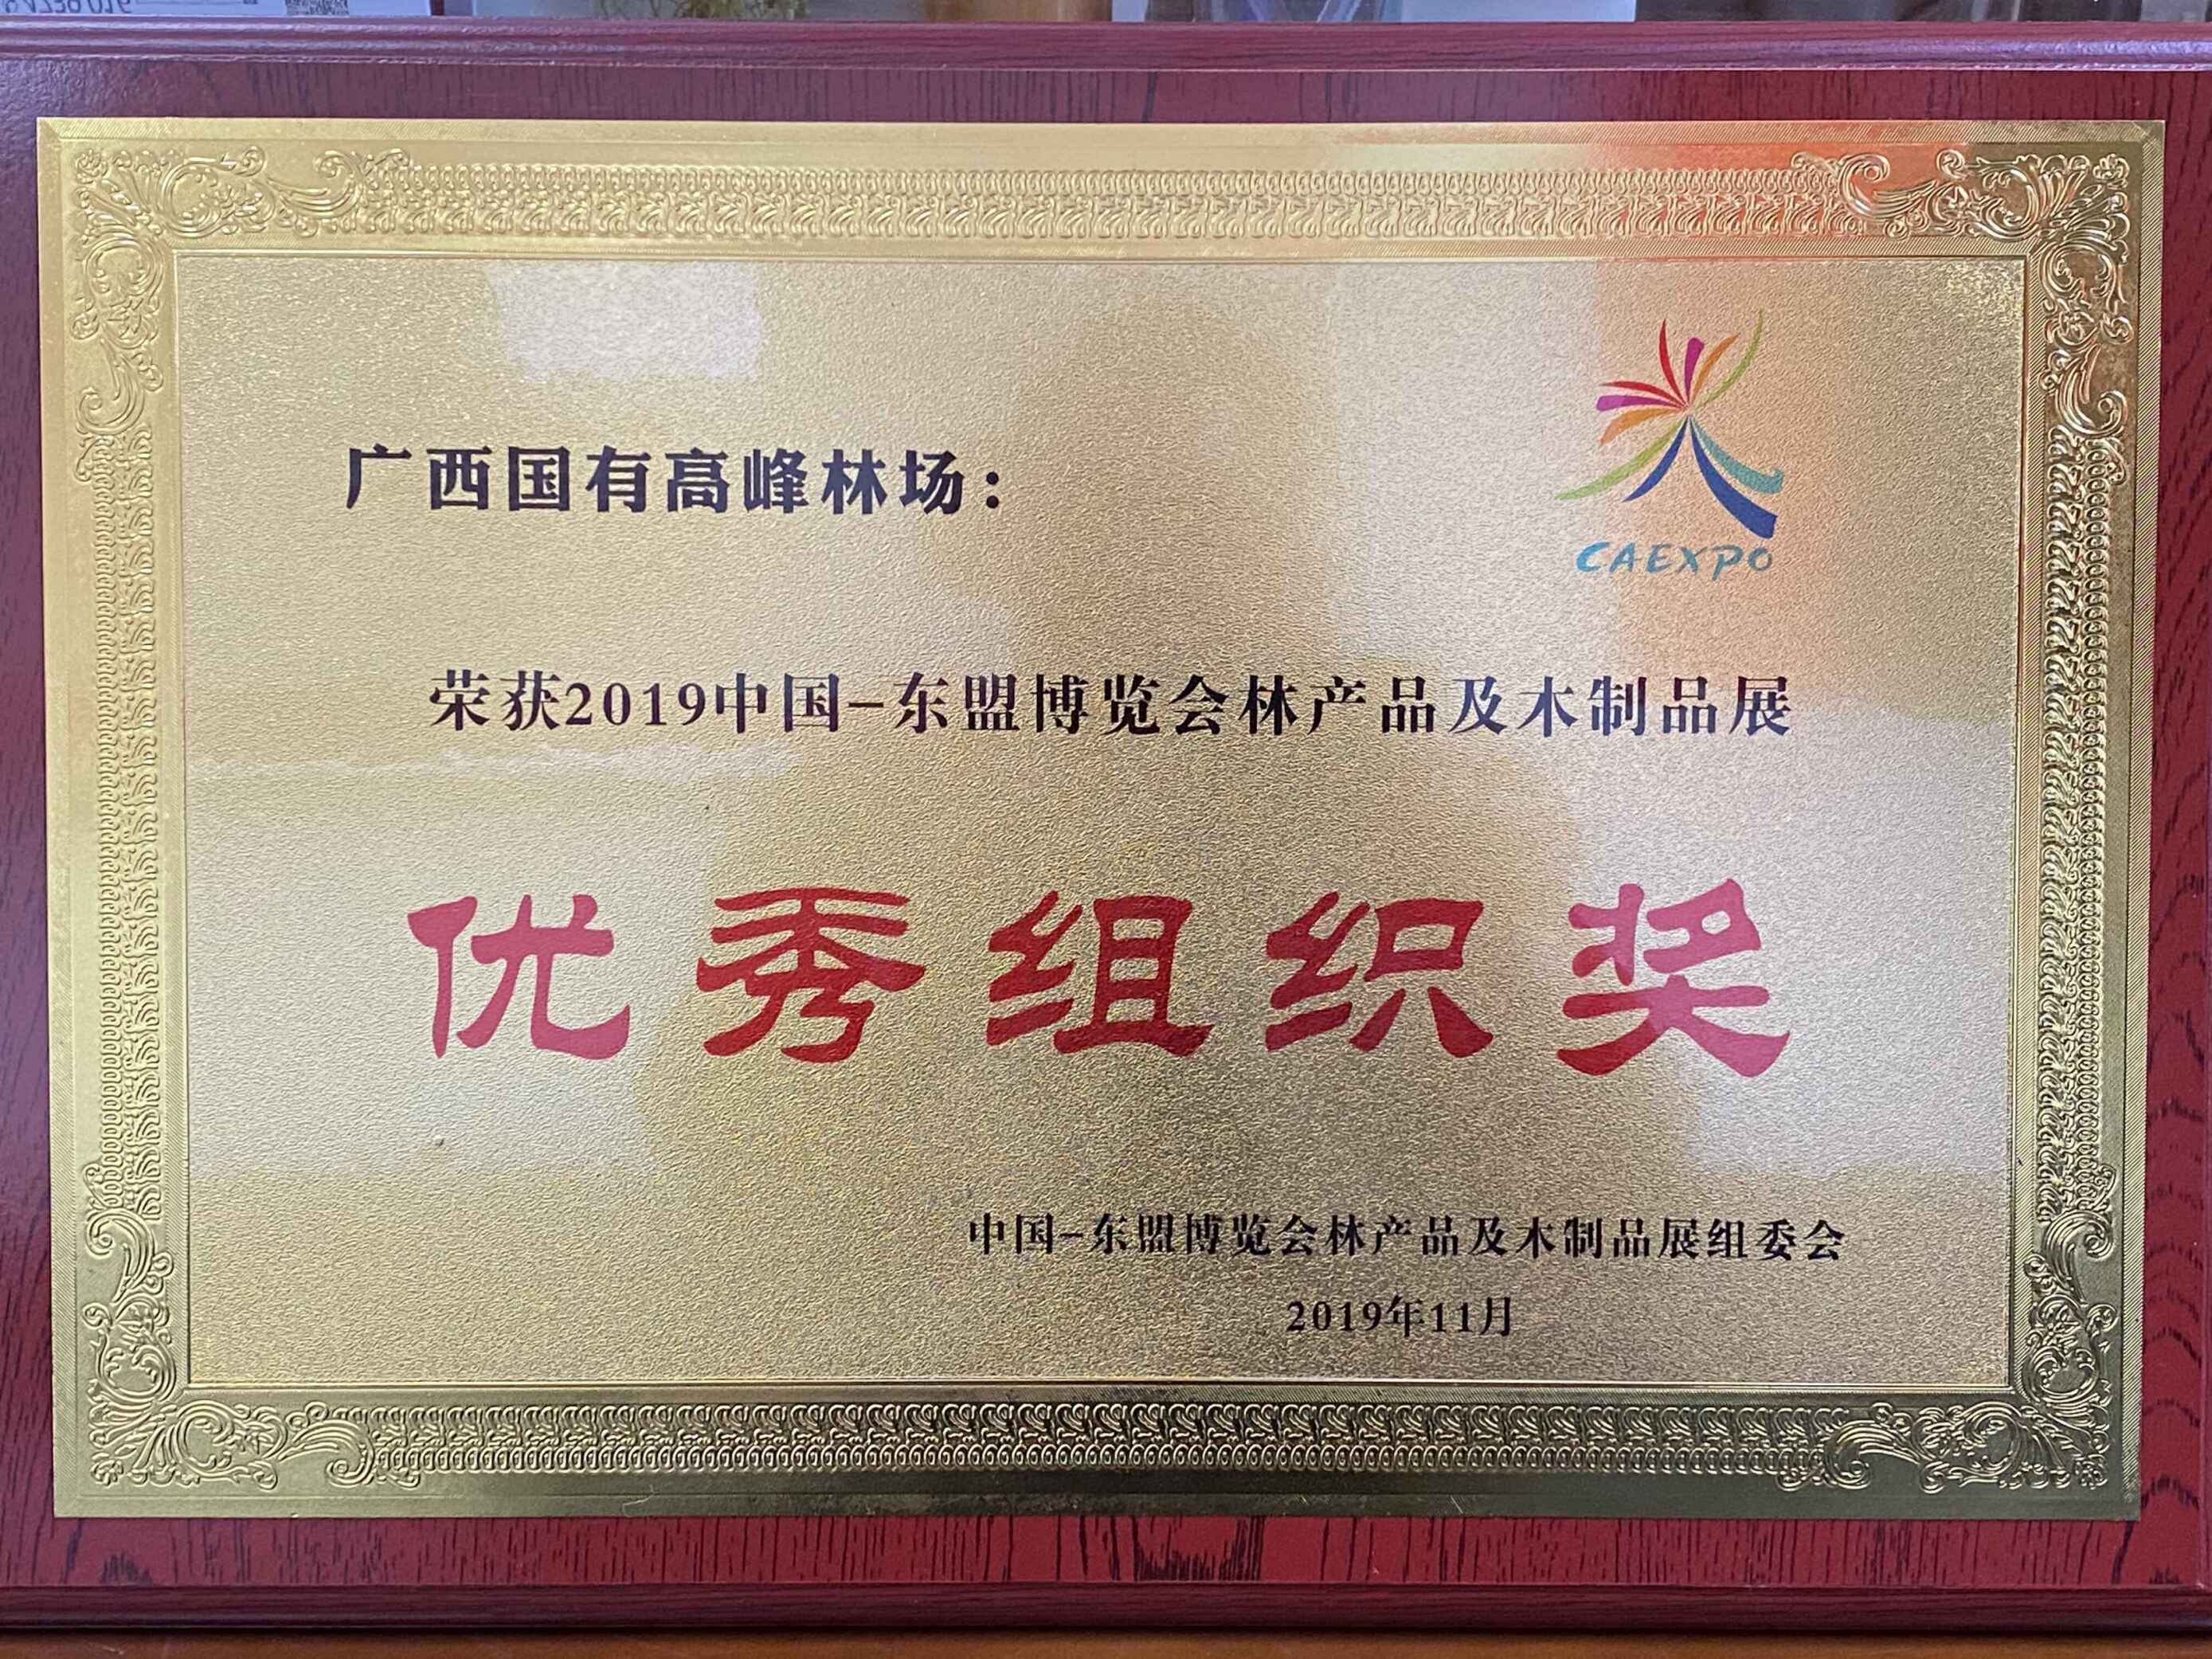 广西国有高峰林场：
CAEXPO
荣获2019中国-东盟博览会林产品及木制品展
优秀组织奖
中国-东盟博览会林产品及木制品展组委会
2019年11月